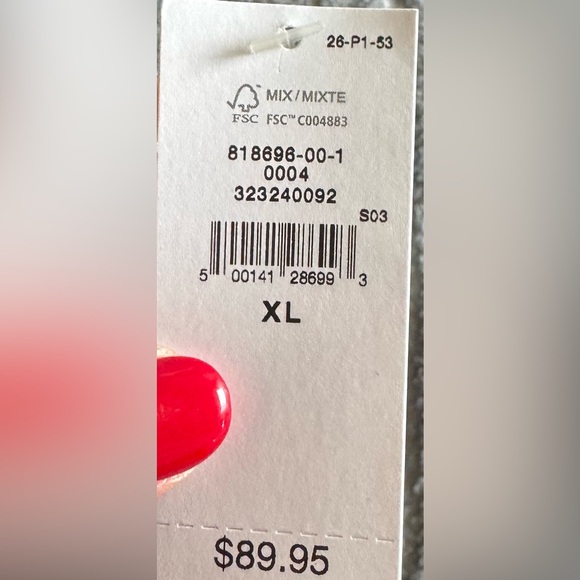 26-P1-53
MIX/MIXTE
FSC FSC™ C004883
818696-00-1
0004
323240092
S03
5 00141 28699 3
XL
$89.95